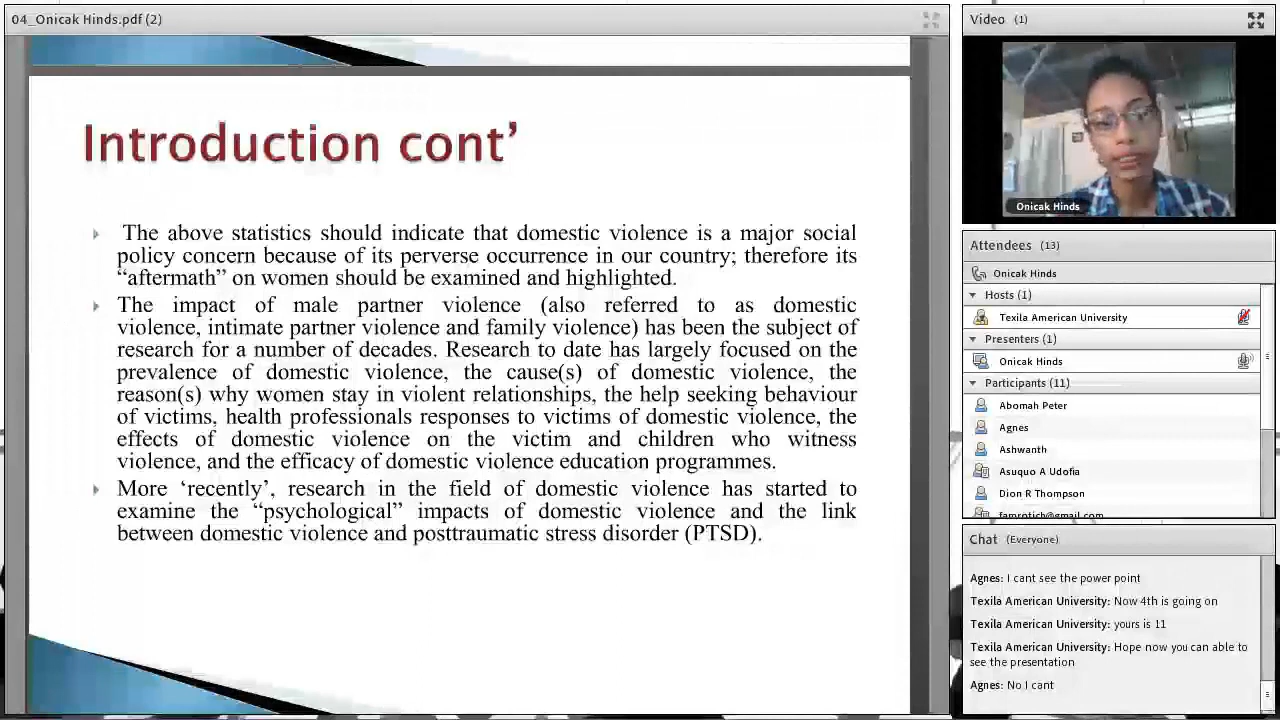 04_Onicak Hinds.pdf (2)
Introduction cont’
The above statistics should indicate that domestic violence is a major social
policy concern because of its perverse occurrence in our country; therefore its
“aftermath” on women should be examined and highlighted.
The impact of male partner violence (also referred to as domestic
violence, intimate partner violence and family violence) has been the subject of
research for a number of decades. Research to date has largely focused on the
prevalence of domestic violence, the cause(s) of domestic violence, the
reason(s) why women stay in violent relationships, the help seeking behaviour
of victims, health professionals responses to victims of domestic violence, the
effects of domestic violence on the victim and children who witness
violence, and the efficacy of domestic violence education programmes.
More ‘recently’, research in the field of domestic violence has started to
examine the “psychological” impacts of domestic violence and the link
between domestic violence and posttraumatic stress disorder (PTSD).
Video (1)
Onicak Hinds
Attendees (13)
Onicak Hinds
Hosts (1)
Texila American University
Presenters (1)
Onicak Hinds
Participants (11)
Abomah Peter
Agnes
Ashwanth
Asuquo A Udofia
Dion R Thompson
famrotich@gmail.com
Chat (Everyone)
Agnes: I cant see the power point
Texila American University: Now 4th is going on
Texila American University: yours is 11
Texila American University: Hope now you can able to
see the presentation
Agnes: No I cant